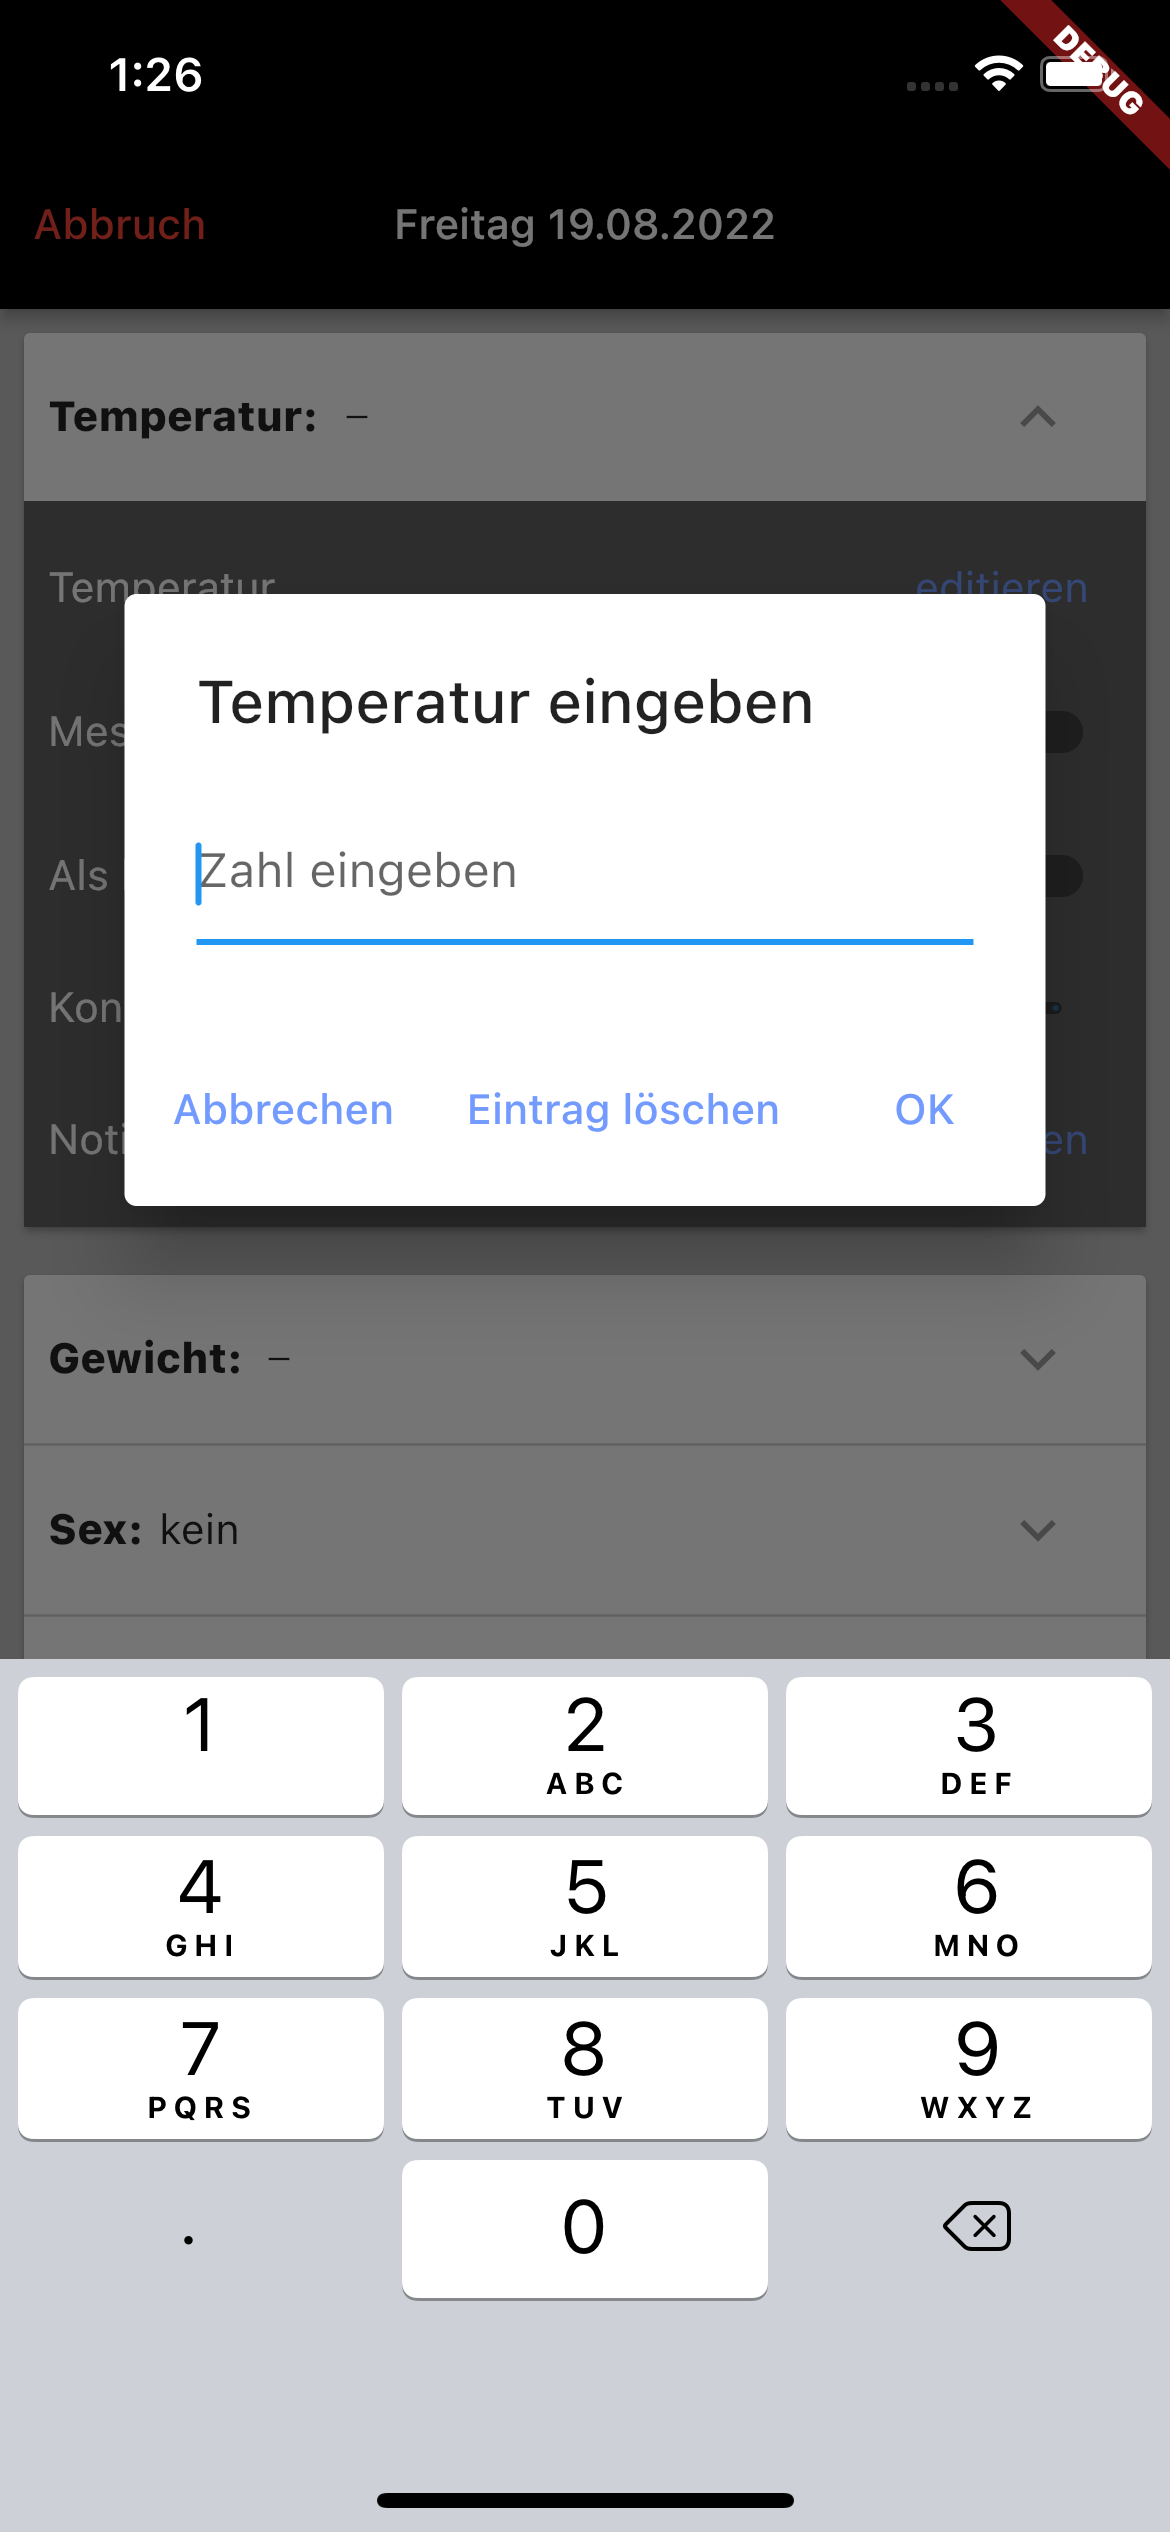 1:26
DEBUG
Abbruch
Freitag 19.08.2022
Temperatur: –
Temperatur
editieren
Temperatur eingeben
Mes
Zahl eingeben
Als
Kon
Abbrechen
Eintrag löschen
OK
Noti
en
Gewicht: –
Sex: kein
1
2
3
ABC
DEF
4
5
6
GHI
JKL
MNO
7
8
9
PQRS
TUV
WXYZ
.
0